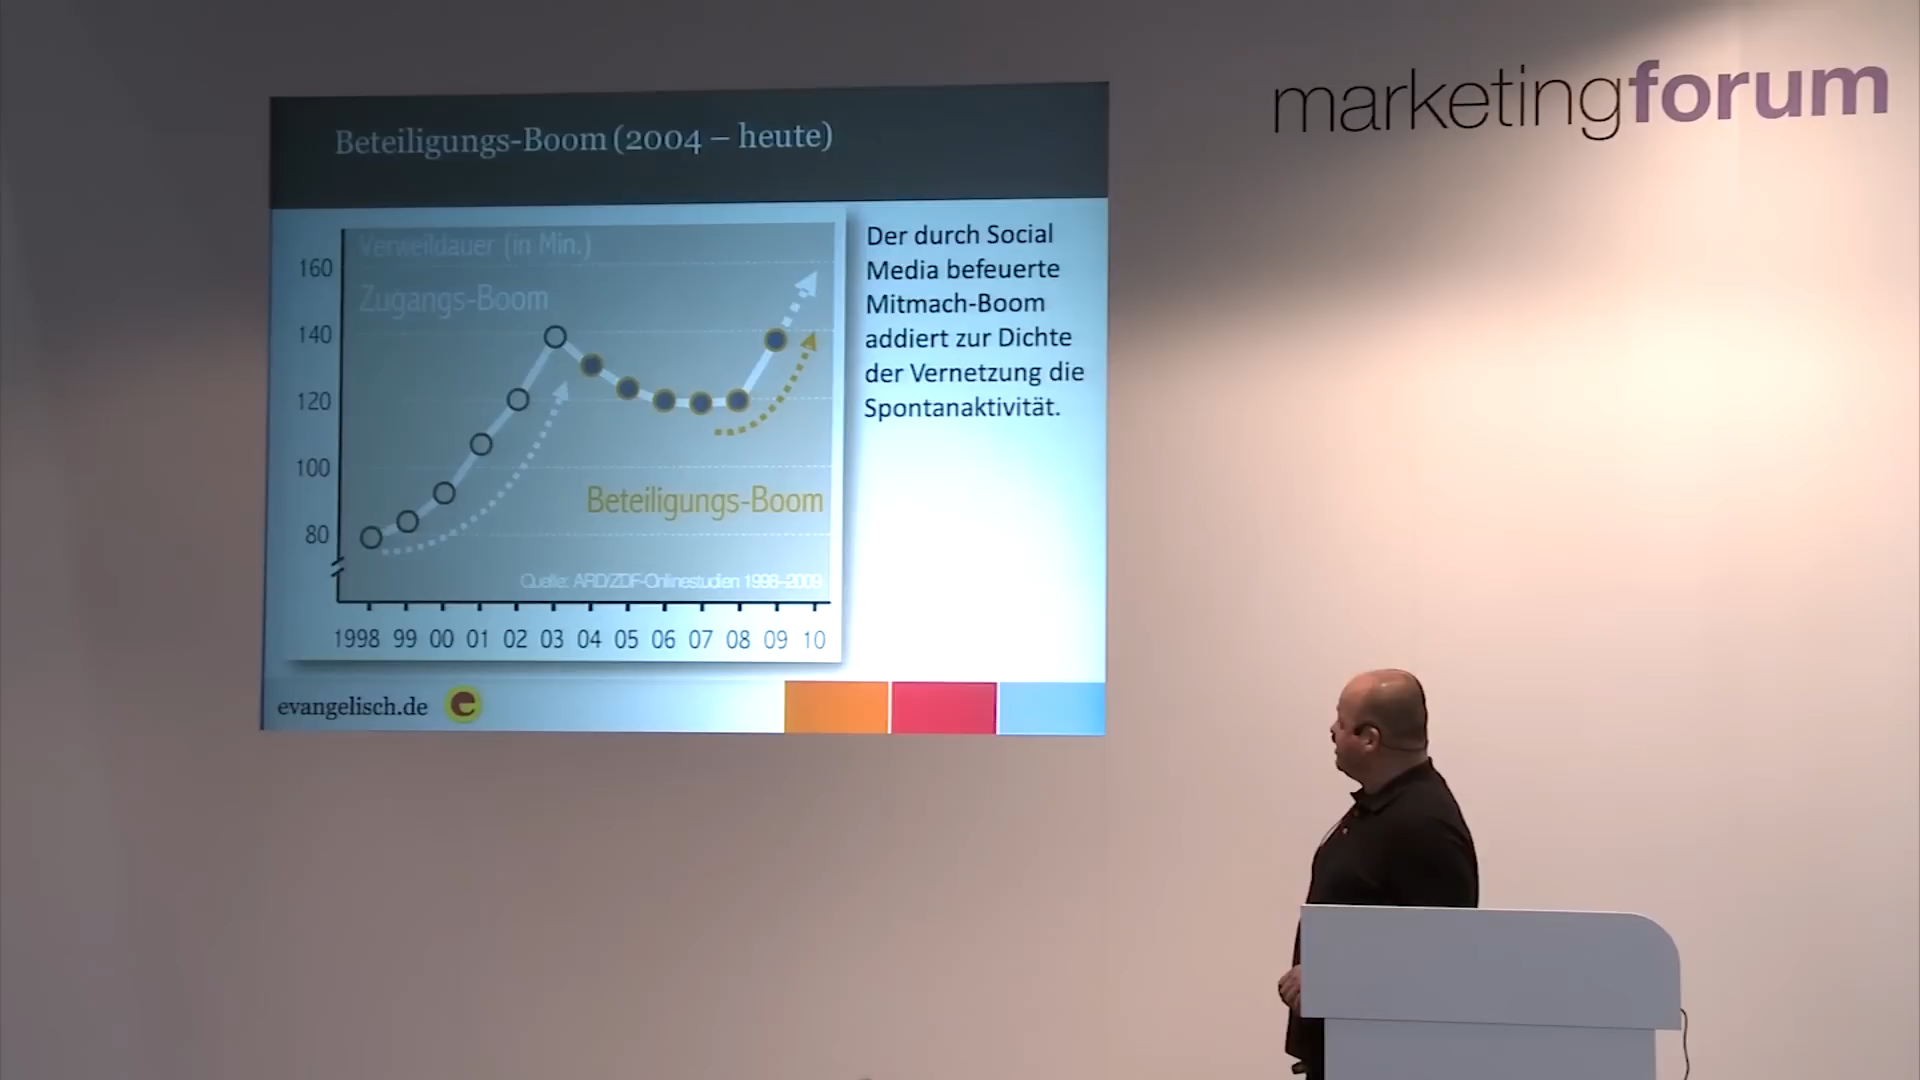 marketingforum
Beteiligungs-Boom (2004 – heute)
Verweildauer (in Min.)
Zugangs-Boom
160
140
120
100
80
Beteiligungs-Boom
Quelle: ARD/ZDF-Onlinestudien 1998–2009
1998 99 00 01 02 03 04 05 06 07 08 09 10
Der durch Social
Media befeuerte
Mitmach-Boom
addiert zur Dichte
der Vernetzung die
Spontanaktivität.
evangelisch.de e